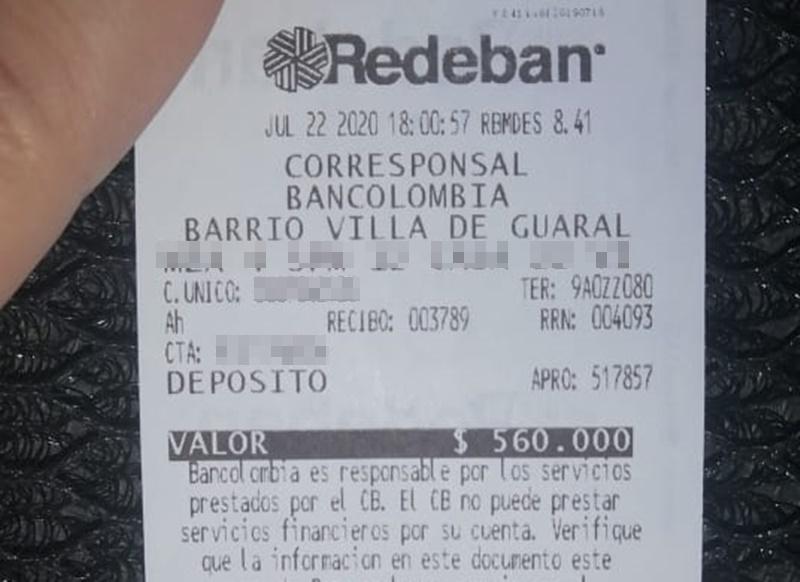 Redeban
JUL 22 2020 18:00:57 RBMDES 8.41
CORRESPONSAL
BANCOLOMBIA
BARRIO VILLA DE GUARAL
C.UNICO: TER: 9A0ZZ080
Ah RECIBO: 003789 RRN: 004093
CTA:
DEPOSITO APRO: 517857
VALOR $ 560.000
Bancolombia es responsable por los servicios
prestados por el CB. El CB no puede prestar
servicios financieros por su cuenta. Verifique
que la informacion en este documento este